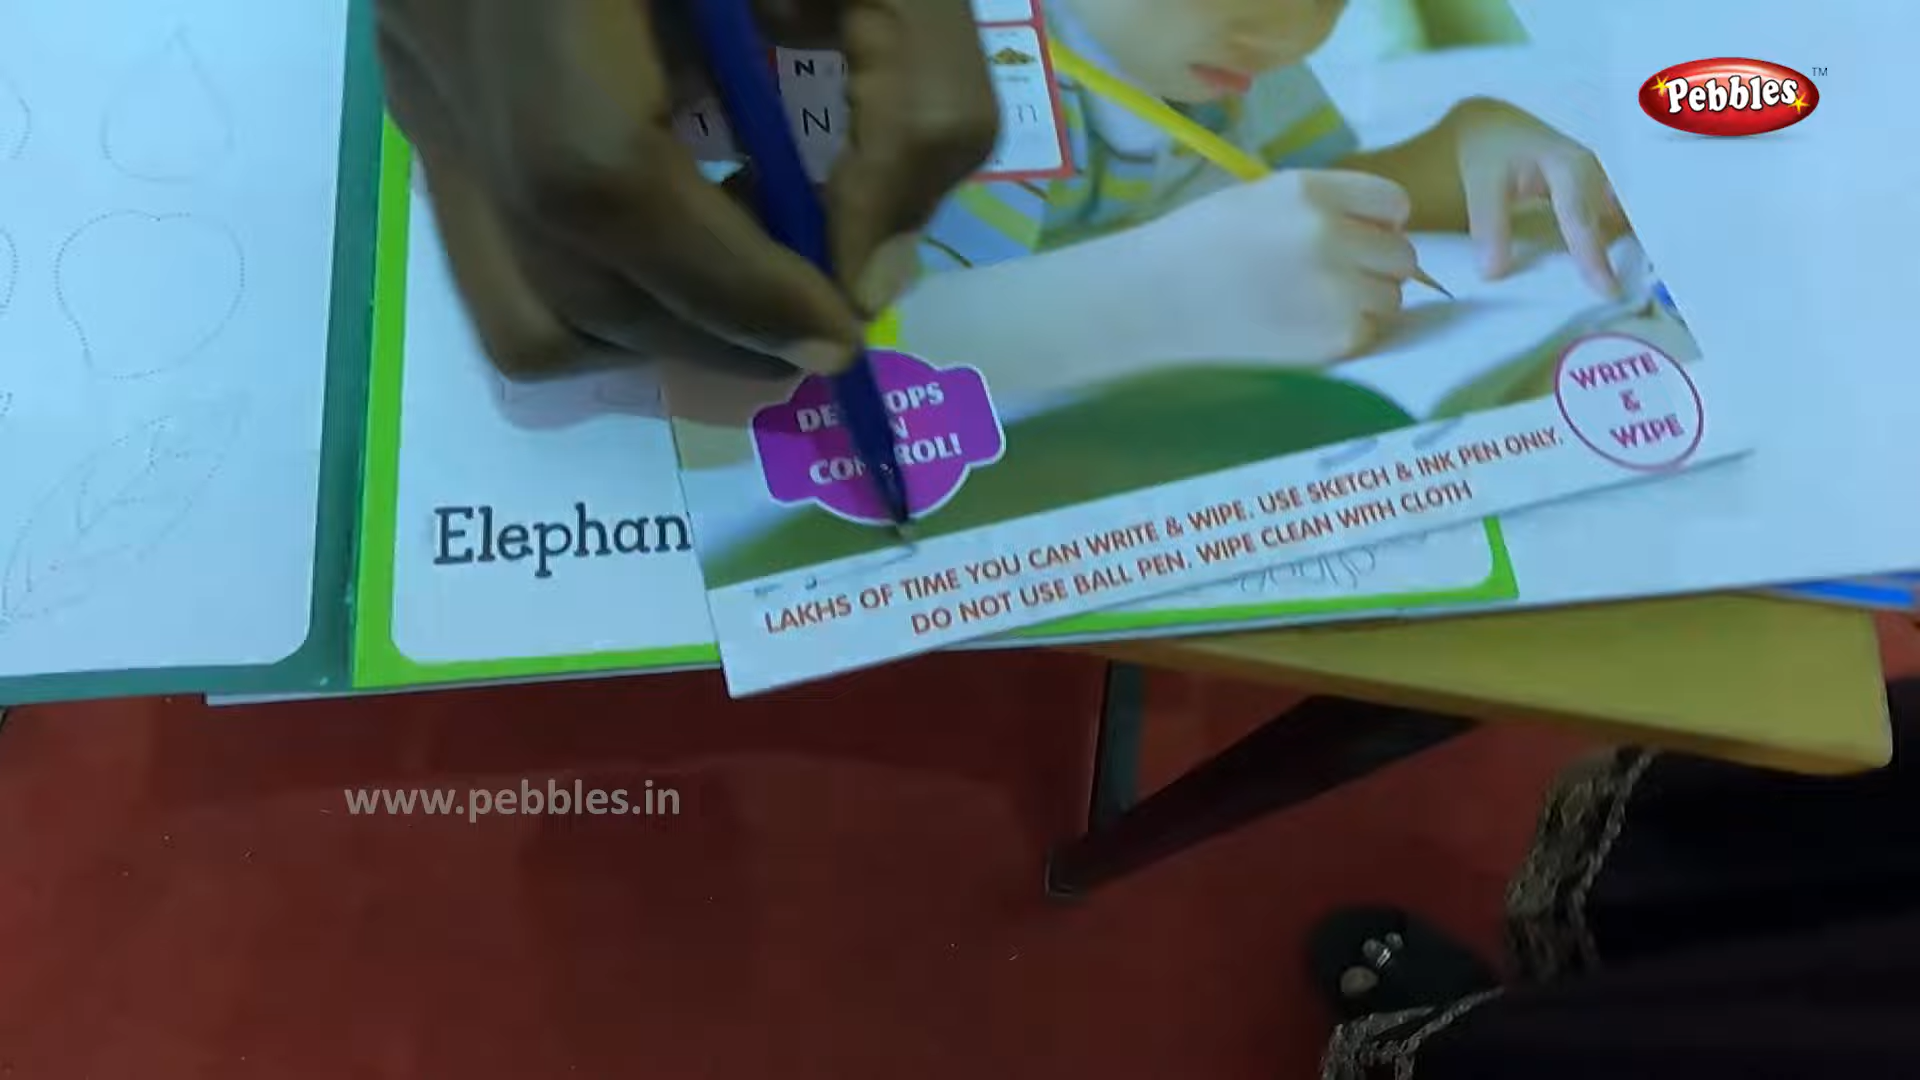 Pebbles
TM
N
T N n
DE OPS
N
CO ROL!
WRITE
&
WIPE
Elephan
LAKHS OF TIME YOU CAN WRITE & WIPE. USE SKETCH & INK PEN ONLY.
DO NOT USE BALL PEN. WIPE CLEAN WITH CLOTH
www.pebbles.in